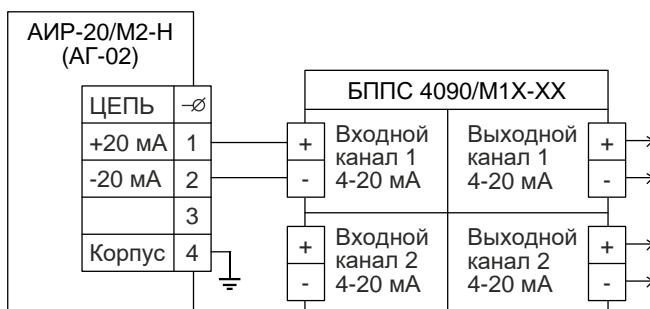 АИР-20/М2-Н
(АГ-02)
ЦЕПЬ
+20 мА 1
-20 мА 2
3
Корпус 4
БППС 4090/М1Х-ХХ
+ Входной Выходной +
канал 1 канал 1
- 4-20 мА 4-20 мА -
+ Входной Выходной +
канал 2 канал 2
- 4-20 мА 4-20 мА -